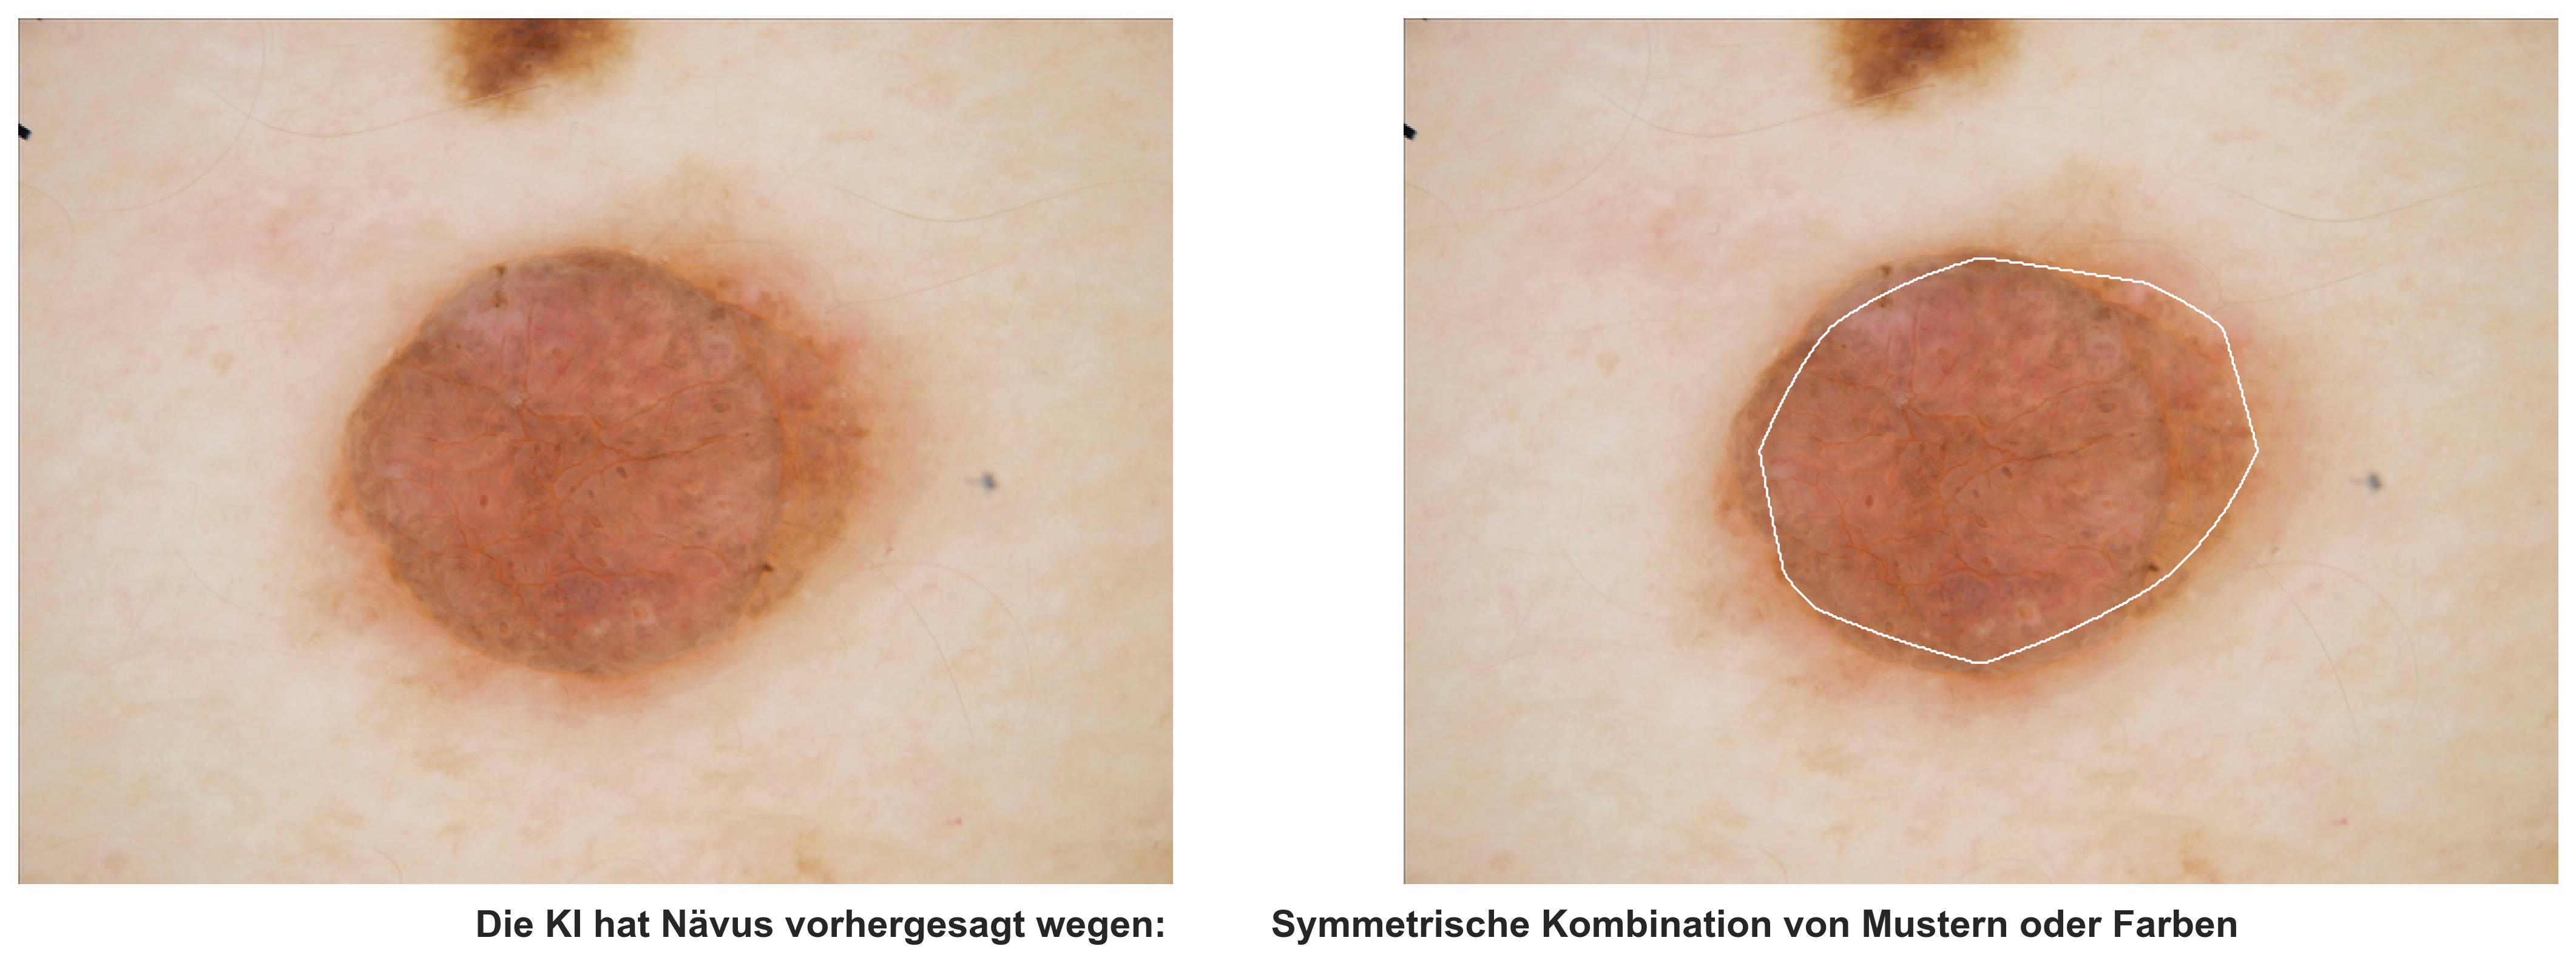 Die KI hat Nävus vorhergesagt wegen: Symmetrische Kombination von Mustern oder Farben